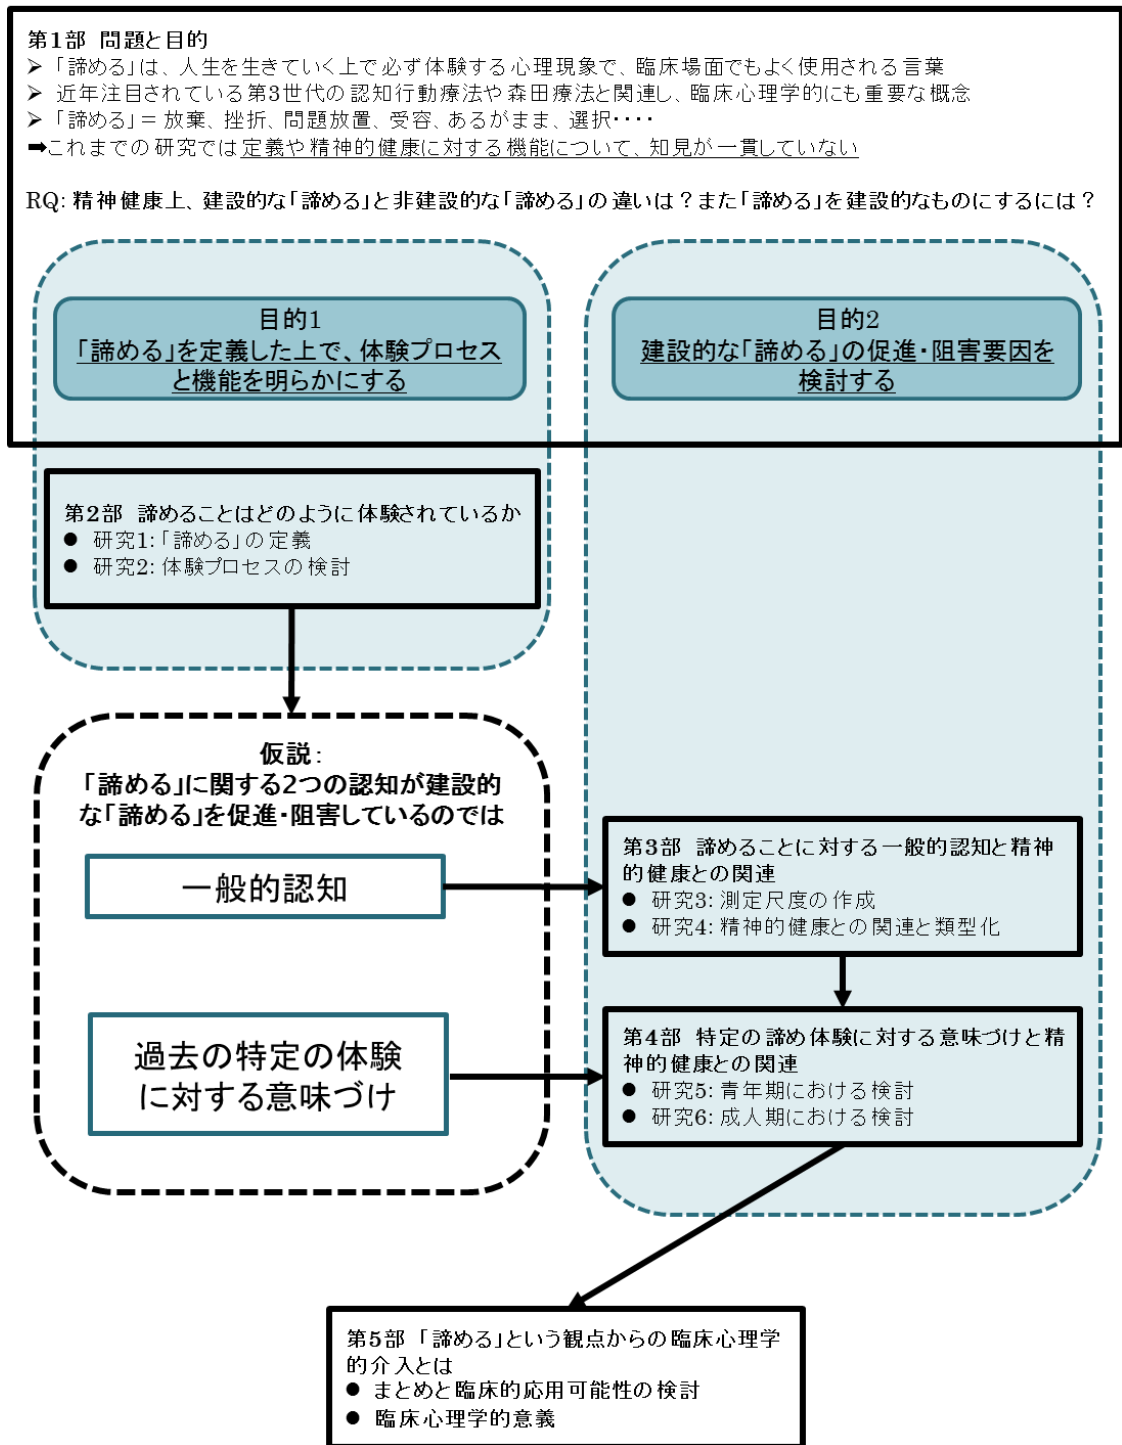 第1部 問題と目的
➢ 「諦める」は、人生を生きていく上で必ず体験する心理現象で、臨床場面でもよく使用される言葉
➢ 近年注目されている第3世代の認知行動療法や森田療法と関連し、臨床心理学的にも重要な概念
➢ 「諦める」= 放棄、挫折、問題放置、受容、あるがまま、選択‥‥
➡これまでの研究では定義や精神的健康に対する機能について、知見が一貫していない
RQ: 精神健康上、建設的な「諦める」と非建設的な「諦める」の違いは?また「諦める」を建設的なものにするには?
目的1
「諦める」を定義した上で、体験プロセス
と機能を明らかにする
目的2
建設的な「諦める」の促進・阻害要因を
検討する
第2部 諦めることはどのように体験されているか
● 研究1:「諦める」の定義
● 研究2: 体験プロセスの検討
仮説:
「諦める」に関する2つの認知が建設的
な「諦める」を促進・阻害しているのでは
一般的認知
過去の特定の体験
に対する意味づけ
第3部 諦めることに対する一般的認知と精神
的健康との関連
● 研究3: 測定尺度の作成
● 研究4: 精神的健康との関連と類型化
第4部 特定の諦め体験に対する意味づけと精
神的健康との関連
● 研究5: 青年期における検討
● 研究6: 成人期における検討
第5部 「諦める」という観点からの臨床心理学
的介入とは
● まとめと臨床的応用可能性の検討
● 臨床心理学的意義